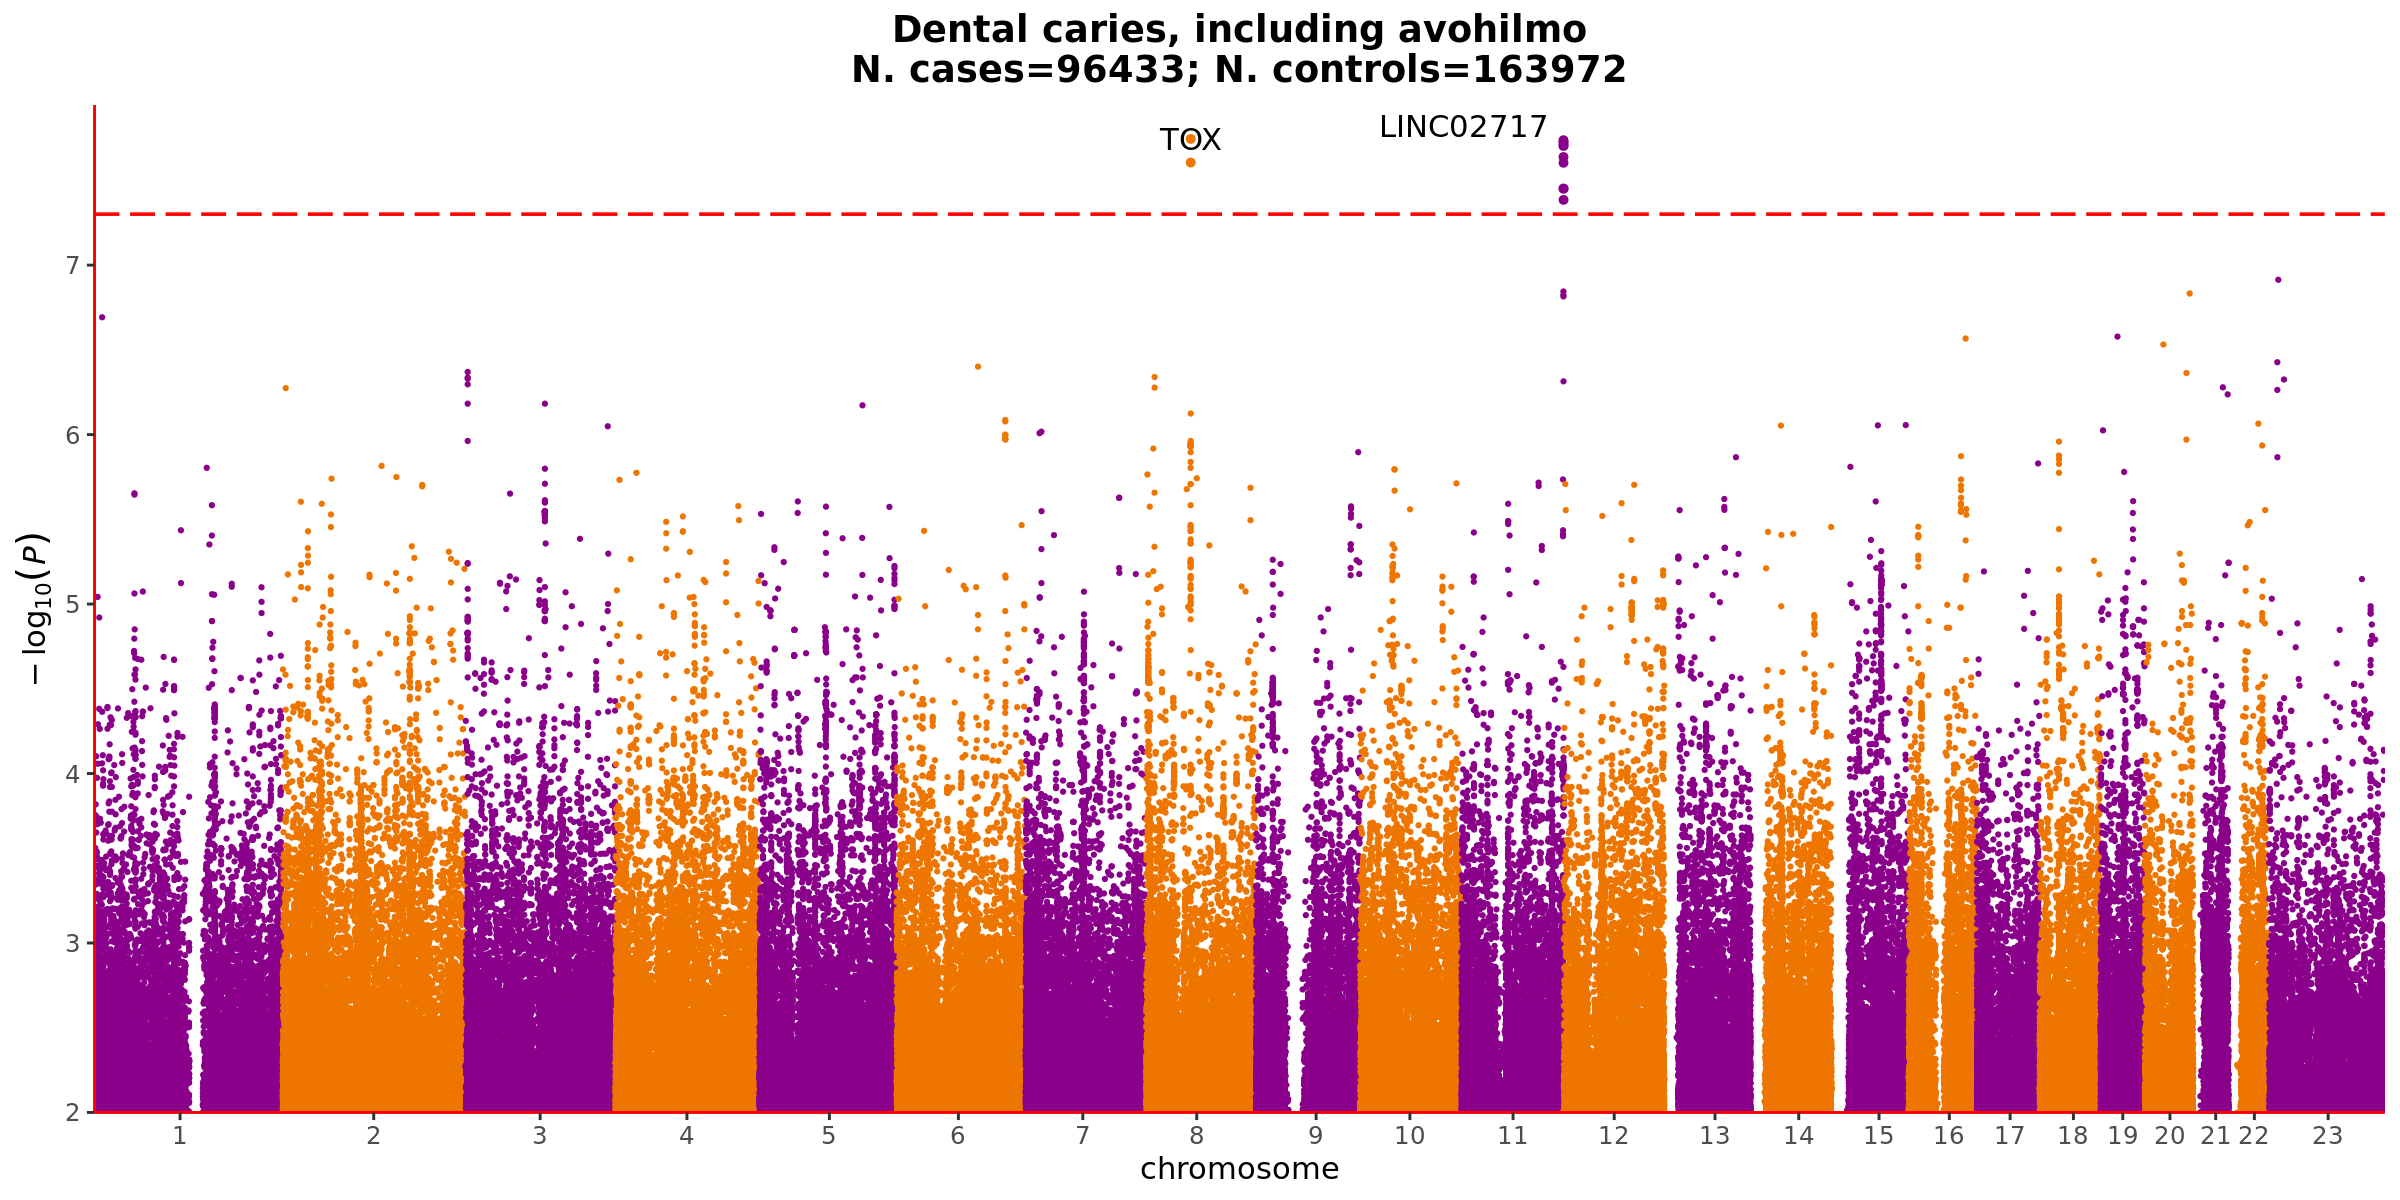 Dental caries, including avohilmo
N. cases=96433; N. controls=163972
TOX
LINC02717
7
6
5
4
3
2
−log₁₀(P)
1 2 3 4 5 6 7 8 9 10 11 12 13 14 15 16 17 18 19 20 21 22 23
chromosome